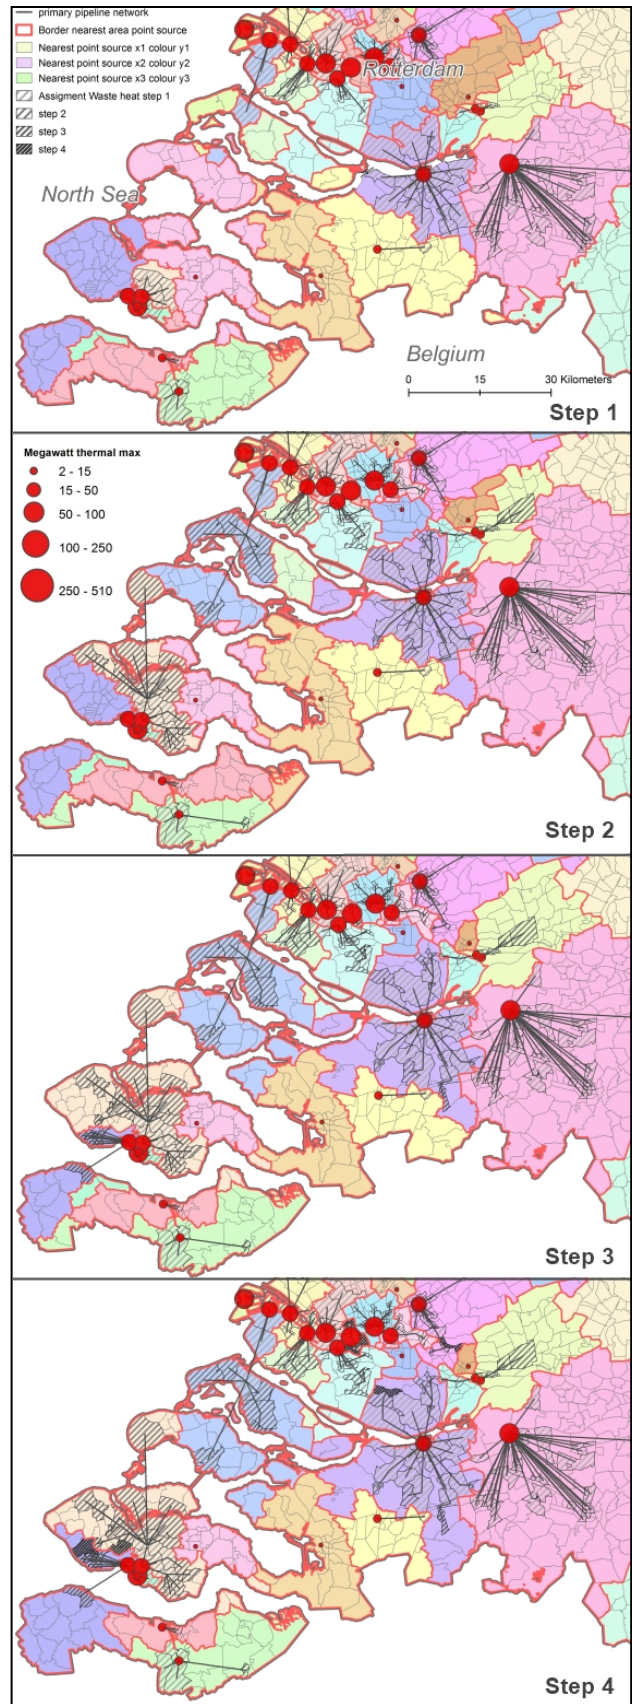 primary pipeline network
Border nearest area point source
Nearest point source x1 colour y1
Nearest point source x2 colour y2
Nearest point source x3 colour y3
Assigment Waste heat step 1
step 2
step 3
step 4
Rotterdam
North Sea
Belgium
0 15 30 Kilometers
Step 1
Megawatt thermal max
2 - 15
15 - 50
50 - 100
100 - 250
250 - 510
Step 2
Step 3
Step 4